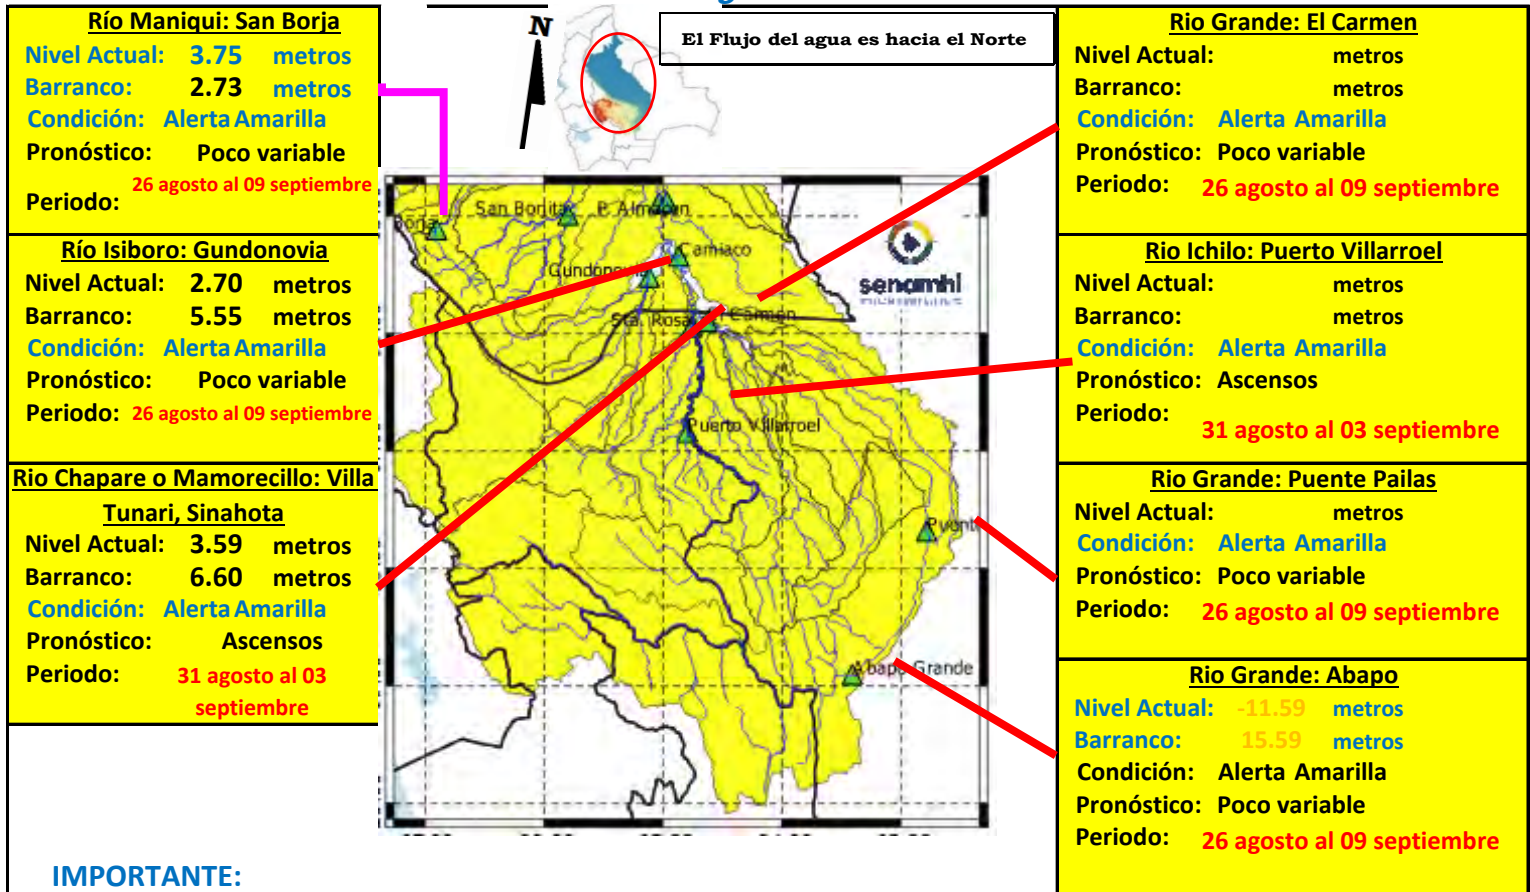 Río Maniqui: San Borja
Nivel Actual: 3.75 metros
Barranco: 2.73 metros
Condición: Alerta Amarilla
Pronóstico: Poco variable
26 agosto al 09 septiembre
Periodo:
Río Isiboro: Gundonovia
Nivel Actual: 2.70 metros
Barranco: 5.55 metros
Condición: Alerta Amarilla
Pronóstico: Poco variable
Periodo: 26 agosto al 09 septiembre
Rio Chapare o Mamorecillo: Villa
Tunari, Sinahota
Nivel Actual: 3.59 metros
Barranco: 6.60 metros
Condición: Alerta Amarilla
Pronóstico: Ascensos
Periodo: 31 agosto al 03
septiembre
IMPORTANTE:
N
El Flujo del agua es hacia el Norte
San Bonita
P. Almacen
Borja
Camiaco
Gundonovia
senamhi
Sta. Rosa
Carmen
Puerto Villarroel
Puent
Abapo Grande
Rio Grande: El Carmen
Nivel Actual: metros
Barranco: metros
Condición: Alerta Amarilla
Pronóstico: Poco variable
Periodo: 26 agosto al 09 septiembre
Rio Ichilo: Puerto Villarroel
Nivel Actual: metros
Barranco: metros
Condición: Alerta Amarilla
Pronóstico: Ascensos
Periodo:
31 agosto al 03 septiembre
Rio Grande: Puente Pailas
Nivel Actual: metros
Condición: Alerta Amarilla
Pronóstico: Poco variable
Periodo: 26 agosto al 09 septiembre
Rio Grande: Abapo
Nivel Actual: -11.59 metros
Barranco: 15.59 metros
Condición: Alerta Amarilla
Pronóstico: Poco variable
Periodo: 26 agosto al 09 septiembre